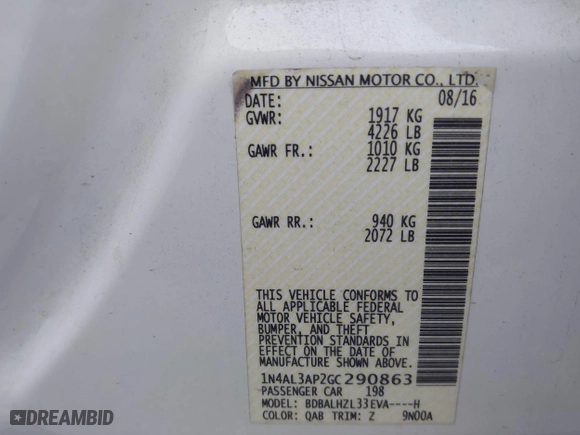 MFD BY NISSAN MOTOR CO., LTD.
DATE: 08/16
GVWR: 1917 KG
4226 LB
GAWR FR.: 1010 KG
2227 LB
GAWR RR.: 940 KG
2072 LB
THIS VEHICLE CONFORMS TO
ALL APPLICABLE FEDERAL
MOTOR VEHICLE SAFETY,
BUMPER, AND THEFT
PREVENTION STANDARDS IN
EFFECT ON THE DATE OF
MANUFACTURE SHOWN ABOVE.
1N4AL3AP2GC290863
PASSENGER CAR 198
MODEL: BDBALHZL33EVA----H
COLOR: QAB TRIM: Z 9N00A
DREAMBID